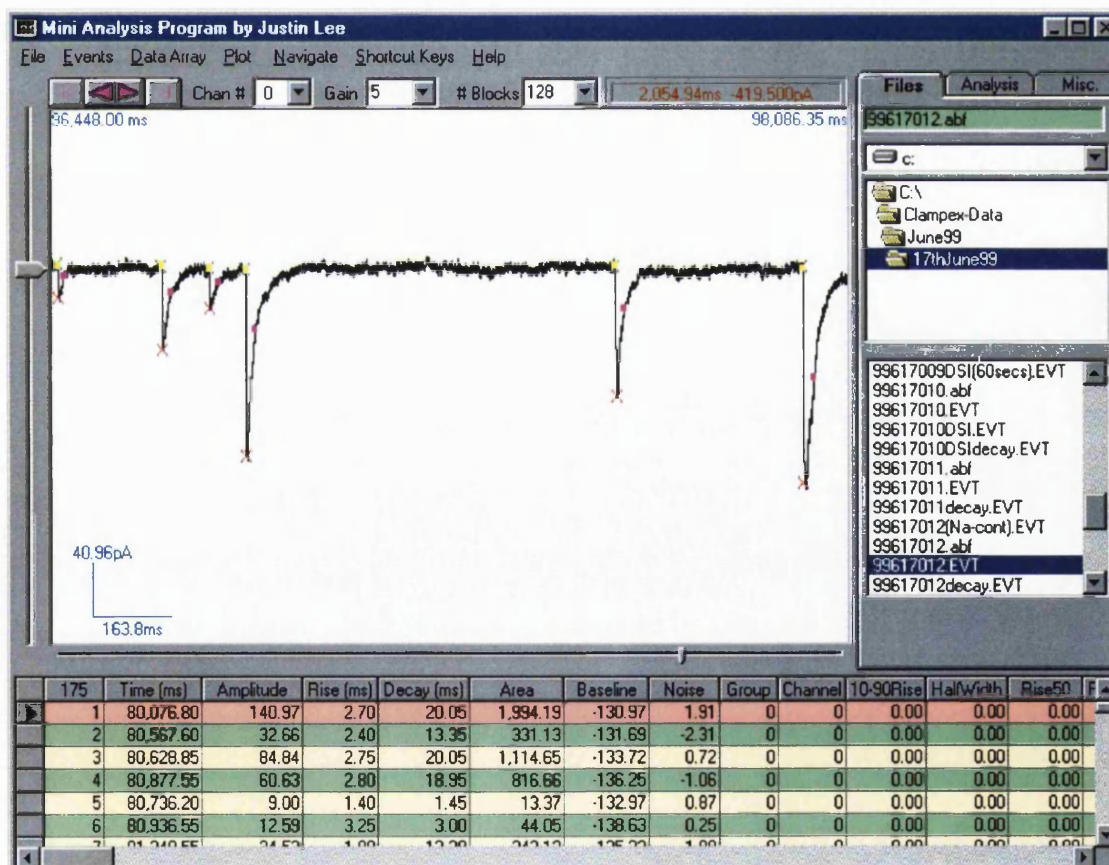 Mini Analysis Program by Justin Lee
File Events Data Array Plot Navigate Shortcut Keys Help
Chan # 0 Gain 5 # Blocks 128 2,054.94ms -419.500pA
Files Analysis Misc.
96,448.00 ms 98,086.35 ms
99617012.abf
c:
C:\
Clampex-Data
June99
17thJune99
99617009DSI(60secs).EVT
99617010.abf
99617010.EVT
99617010DSI.EVT
99617010DSIdecay.EVT
99617011.abf
99617011.EVT
99617011decay.EVT
99617012(Na-cont).EVT
99617012.abf
99617012.EVT
99617012decay.EVT
40.96pA
163.8ms
175 Time (ms) Amplitude Rise (ms) Decay (ms) Area Baseline Noise Group Channel 10-90Rise HalfWidth Rise50
1 80,076.80 140.97 2.70 20.05 1,994.19 -130.97 1.91 0 0 0.00 0.00 0.00
2 80,567.60 32.66 2.40 13.35 331.13 -131.69 -2.31 0 0 0.00 0.00 0.00
3 80,628.85 84.84 2.75 20.05 1,114.65 -133.72 0.72 0 0 0.00 0.00 0.00
4 80,877.55 60.63 2.80 18.95 816.66 -136.25 -1.06 0 0 0.00 0.00 0.00
5 80,736.20 9.00 1.40 1.45 13.37 -132.97 0.87 0 0 0.00 0.00 0.00
6 80,936.55 12.59 3.25 3.00 44.05 -138.63 0.25 0 0 0.00 0.00 0.00